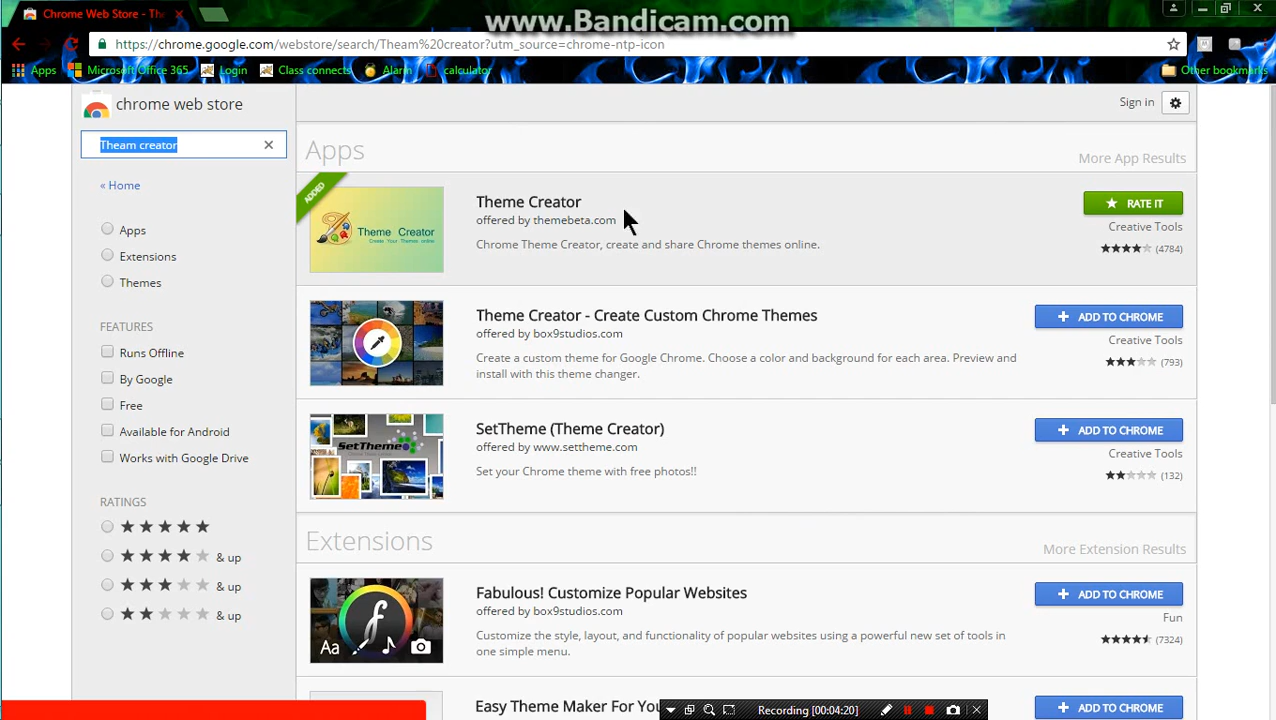 www.Bandicam.com
Chrome Web Store - The
https://chrome.google.com/webstore/search/Theam%20creator?utm_source=chrome-ntp-icon
Apps Microsoft Office 365 Login Class connects Alarm calculator Other bookmarks
chrome web store
Sign in
Theam creator
« Home
Apps
Extensions
Themes
FEATURES
Runs Offline
By Google
Free
Available for Android
Works with Google Drive
RATINGS
& up
& up
& up
Apps
More App Results
ADDED
Theme Creator
Create Your Themes online
Theme Creator
offered by themebeta.com
Chrome Theme Creator, create and share Chrome themes online.
RATE IT
Creative Tools
(4784)
Theme Creator - Create Custom Chrome Themes
offered by box9studios.com
Create a custom theme for Google Chrome. Choose a color and background for each area. Preview and
install with this theme changer.
ADD TO CHROME
Creative Tools
(793)
SetTheme
SetTheme (Theme Creator)
offered by www.settheme.com
Set your Chrome theme with free photos!!
ADD TO CHROME
Creative Tools
(132)
Extensions
More Extension Results
Aa
Fabulous! Customize Popular Websites
offered by box9studios.com
Customize the style, layout, and functionality of popular websites using a powerful new set of tools in
one simple menu.
ADD TO CHROME
Fun
(7324)
Easy Theme Maker For
ADD TO CHROME
Recording [00:04:20]